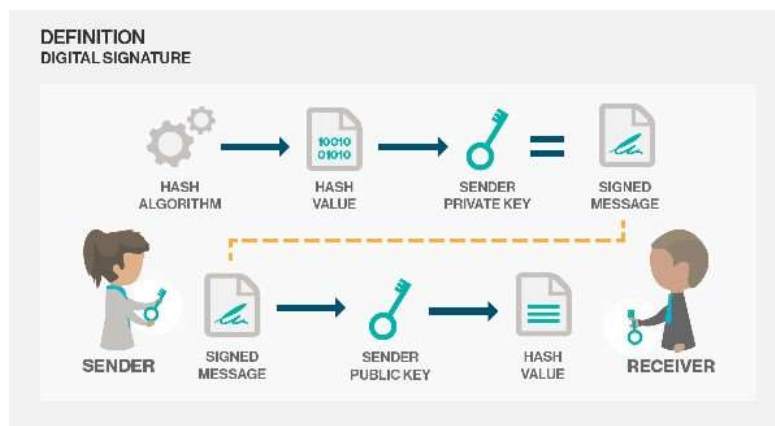 DEFINITION
DIGITAL SIGNATURE
10010
01010
HASH
ALGORITHM
HASH
VALUE
SENDER
PRIVATE KEY
SIGNED
MESSAGE
SENDER
SIGNED
MESSAGE
SENDER
PUBLIC KEY
HASH
VALUE
RECEIVER